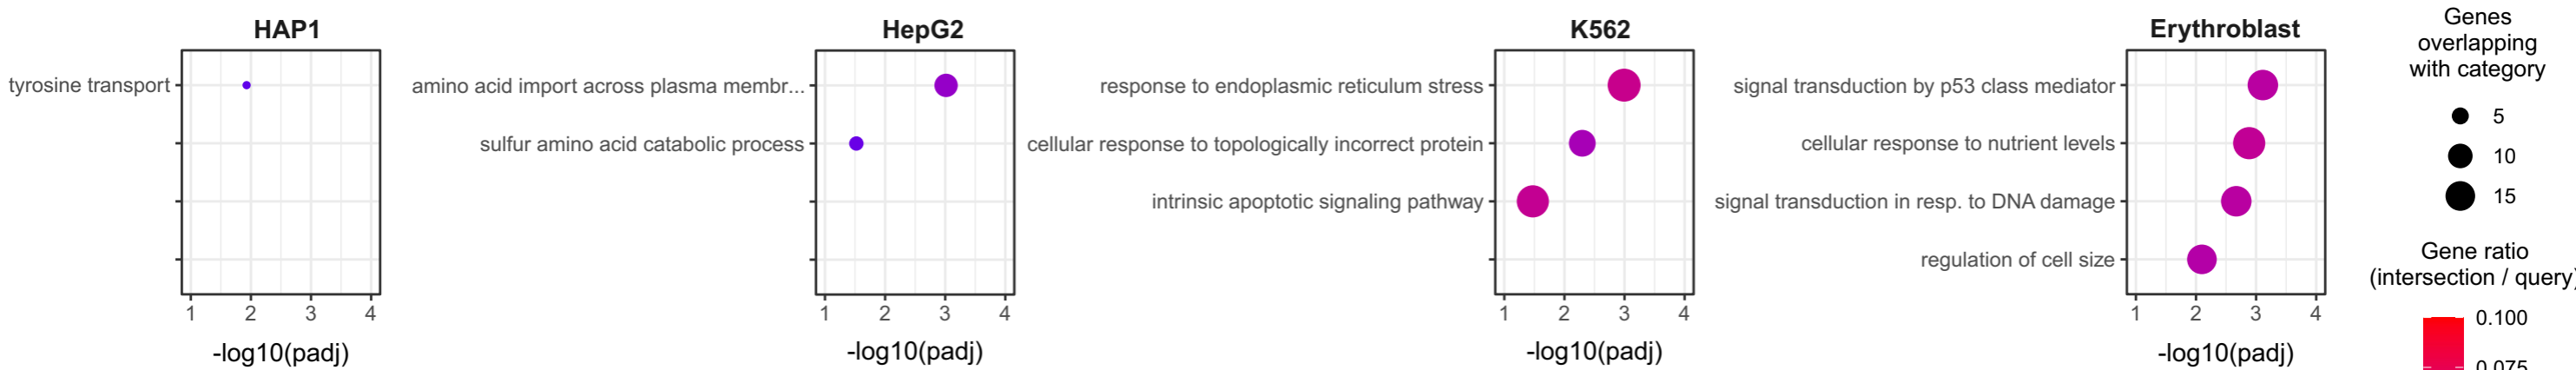 HAP1
tyrosine transport
1 2 3 4
-log10(padj)
HepG2
amino acid import across plasma membr...
sulfur amino acid catabolic process
1 2 3 4
-log10(padj)
K562
response to endoplasmic reticulum stress
cellular response to topologically incorrect protein
intrinsic apoptotic signaling pathway
1 2 3 4
-log10(padj)
Erythroblast
signal transduction by p53 class mediator
cellular response to nutrient levels
signal transduction in resp. to DNA damage
regulation of cell size
1 2 3 4
-log10(padj)
Genes
overlapping
with category
5
10
15
Gene ratio
(intersection / query)
0.100
0.075